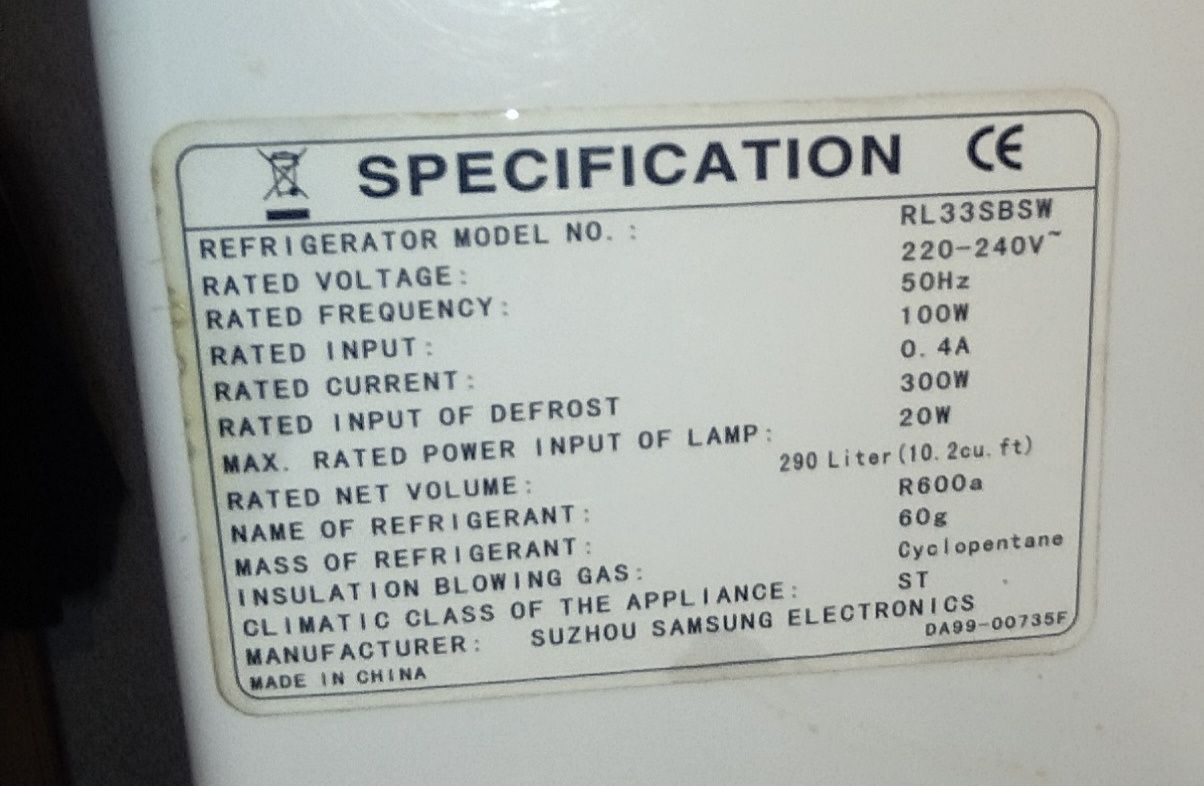 SPECIFICATION CE
REFRIGERATOR MODEL NO. : RL33SBSW
RATED VOLTAGE: 220-240V~
RATED FREQUENCY: 50Hz
RATED INPUT: 100W
RATED CURRENT: 0.4A
RATED INPUT OF DEFROST 300W
MAX. RATED POWER INPUT OF LAMP: 20W
RATED NET VOLUME: 290 Liter(10.2cu.ft)
NAME OF REFRIGERANT: R600a
MASS OF REFRIGERANT: 60g
INSULATION BLOWING GAS: Cyclopentane
CLIMATIC CLASS OF THE APPLIANCE: ST
MANUFACTURER: SUZHOU SAMSUNG ELECTRONICS
MADE IN CHINA DA99-00735F